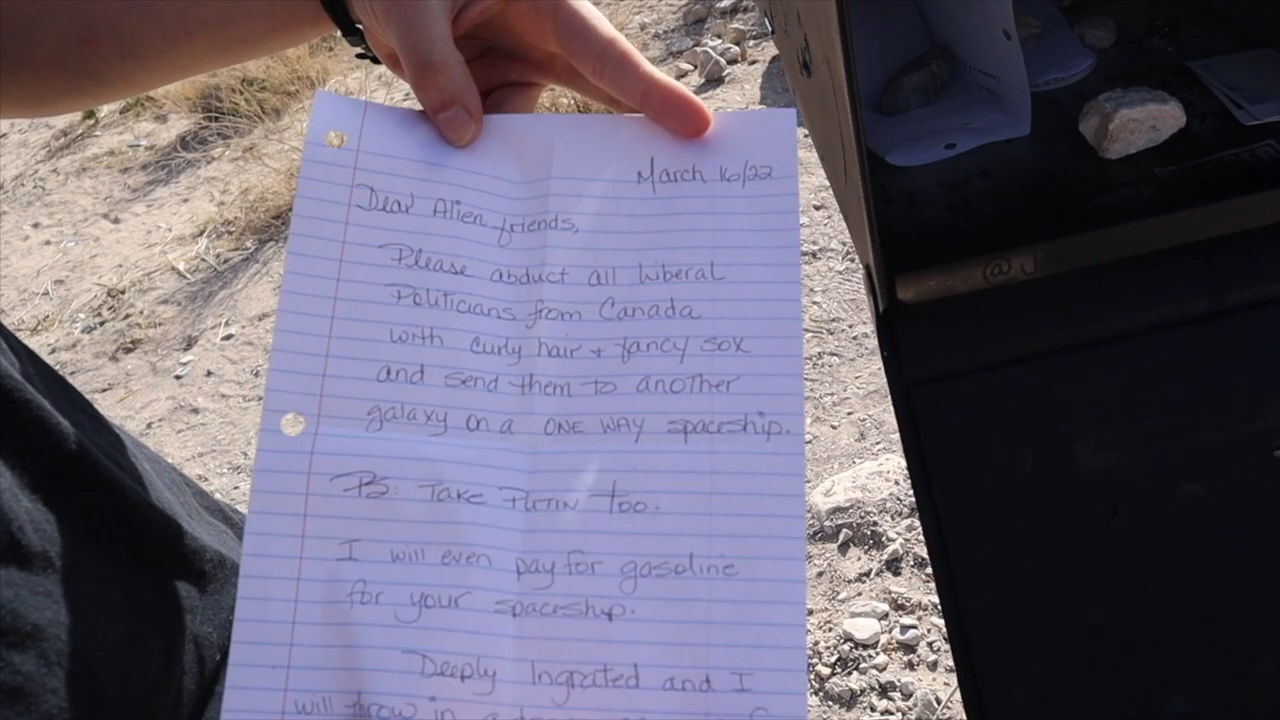 March 16/22
Dear Alien friends,
Please abduct all liberal
Politicians from Canada
with curly hair + fancy sox
and send them to another
galaxy on a ONE WAY spaceship.
PS: TAKE PUTIN too.
I will even pay for gasoline
for your spaceship.
Deeply Ingrated and I
will throw in a
@J